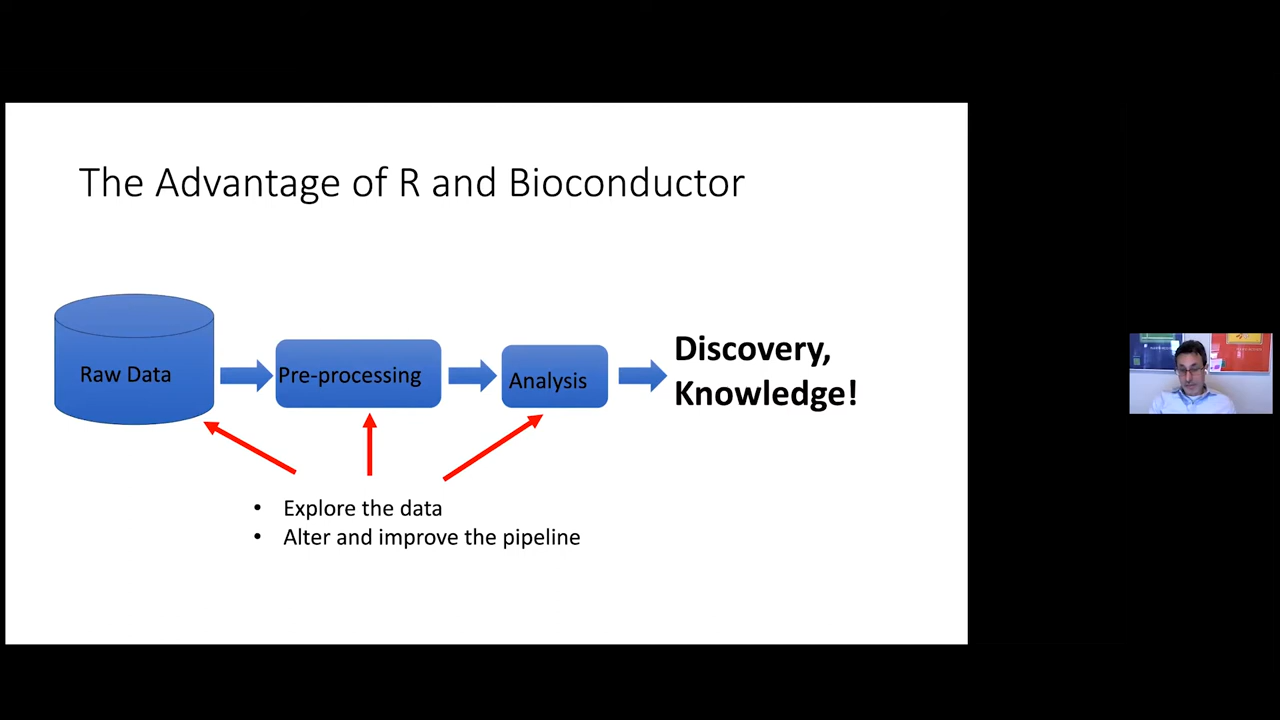 The Advantage of R and Bioconductor
Raw Data
Pre-processing
Analysis
Discovery,
Knowledge!
• Explore the data
• Alter and improve the pipeline